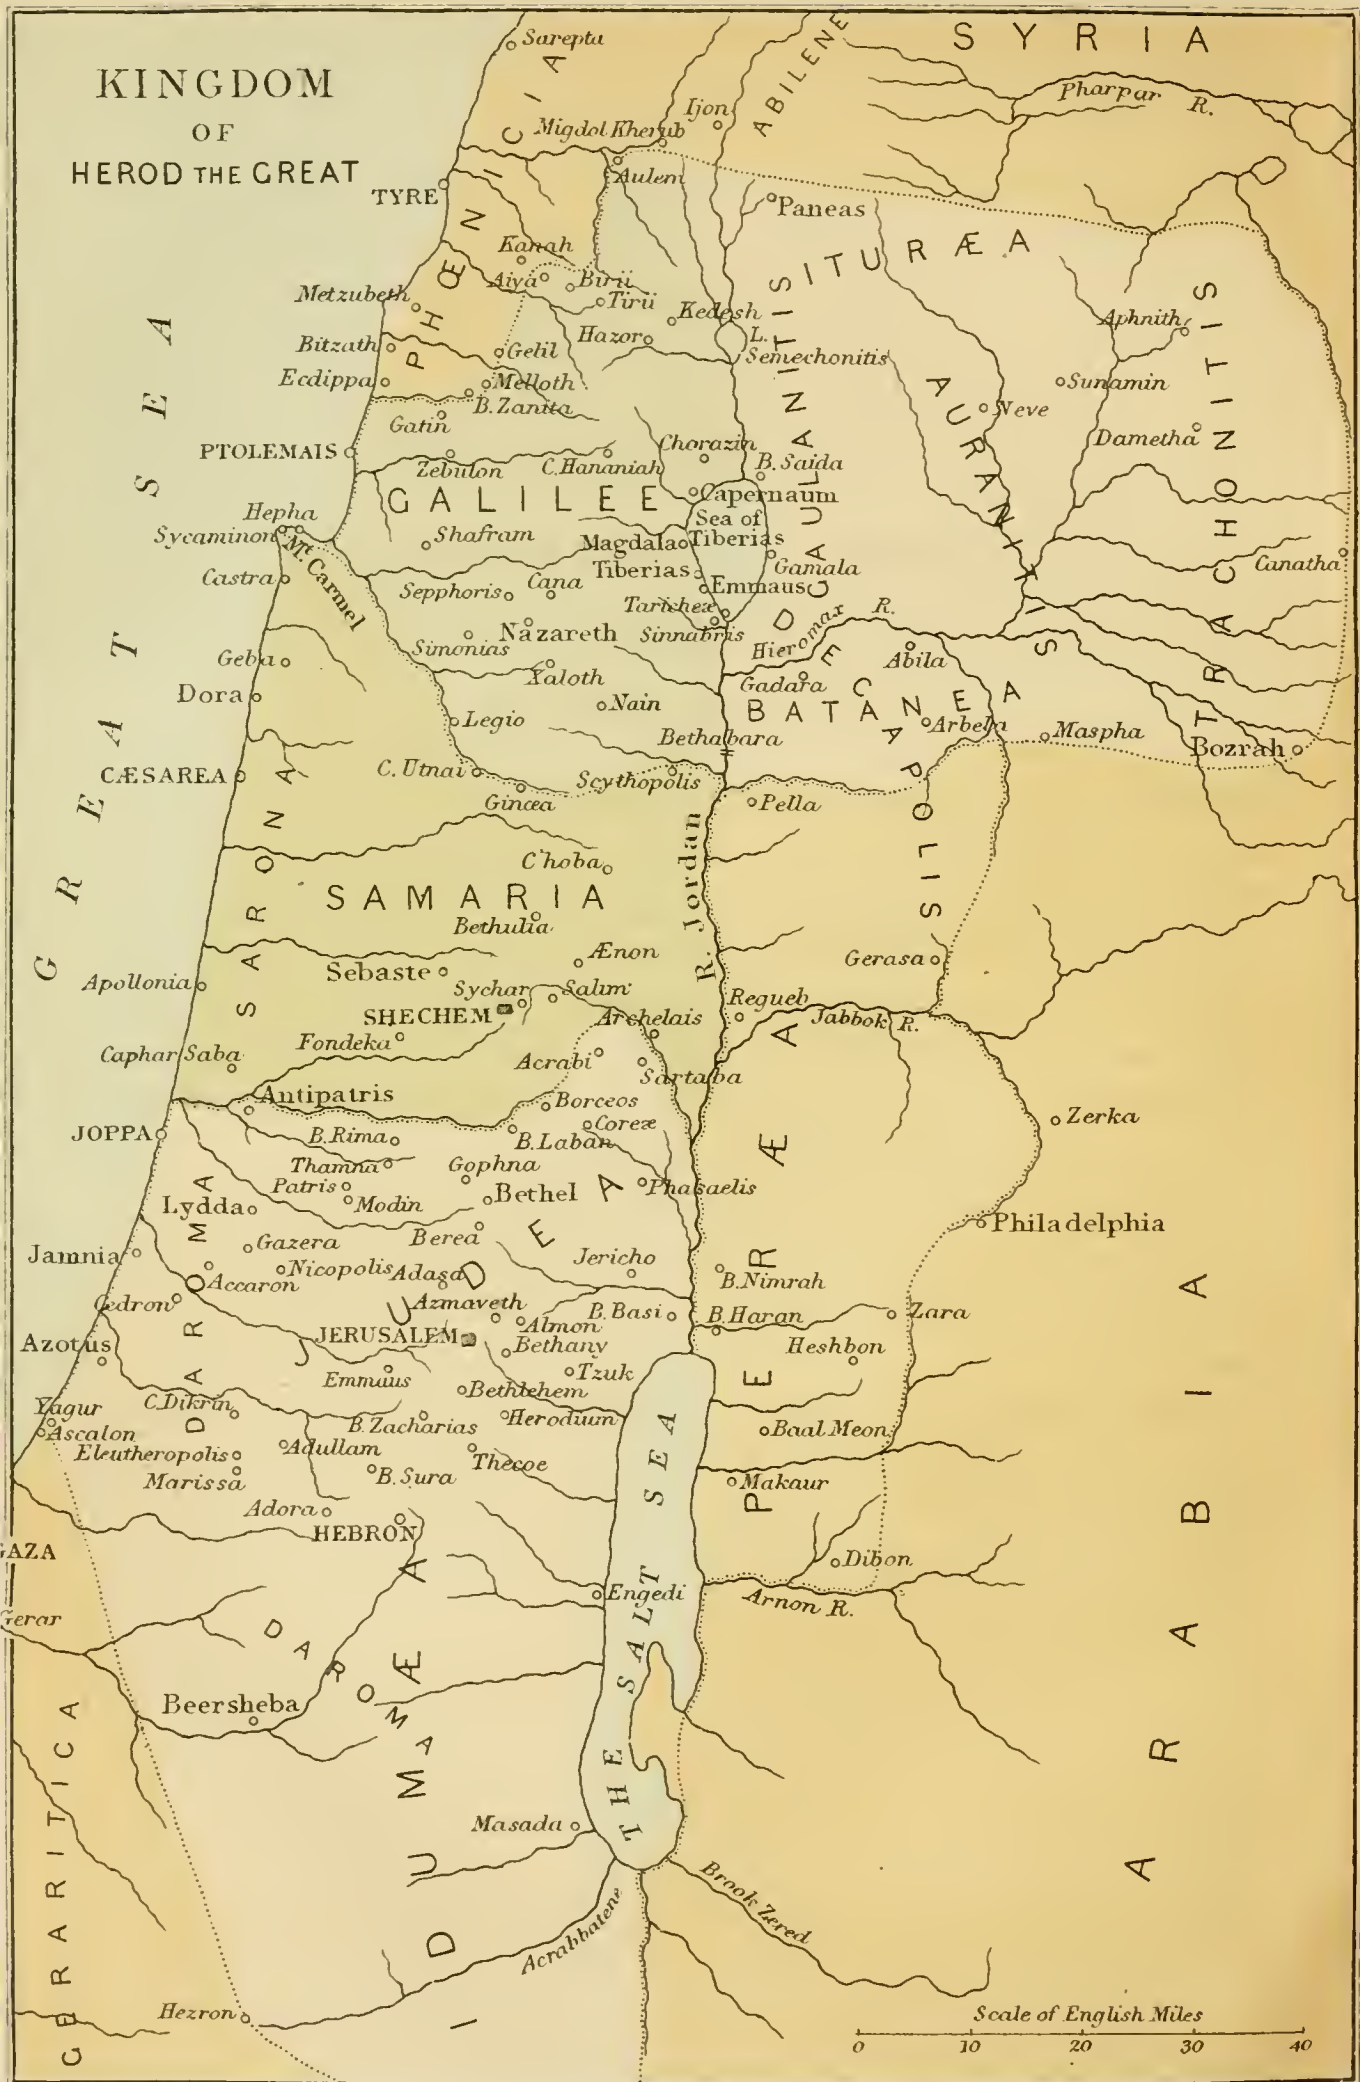 KINGDOM
OF
HEROD THE GREAT
SYRIA
Sarepta
ABILENE
Pharpar R.
Ijon
Migdol Kherub
PHŒNICIA
Aulem
TYRE
Paneas
Kanah
ITURÆA
Aiya
Birii
Tirii
Metzubeth
Kedesh
Aphnith
Hazor
L.
Semechonitis
Bitzath
Gelil
Ecdippa
Melloth
B. Zanita
Sunamin
Neve
Gatin
Dametha
AURANITIS
TRACHONITIS
GAULANITIS
PTOLEMAIS
Chorazin
B. Saida
Zebulon
C. Hananiah
GALILEE
Capernaum
Hepha
Sea of
Tiberias
Sycaminon
Mt. Carmel
Shafram
Magdala
Gamala
Canatha
Castra
Tiberias
Emmaus
Sepphoris
Cana
Tarichex
Sinnabris
Hieromax R.
Nazareth
Simonias
Geba
Xaloth
Abila
Gadara
DECAPOLIS
Dora
Nain
BATANEA
Legio
Arbela
Maspha
Bethabara
Bozrah
CÆSAREA
C. Utnai
Scythopolis
Ginœa
Pella
GREAT SEA
SARONA
R. Jordan
Choba
SAMARIA
Bethulia
Ænon
Sebaste
Gerasa
Apollonia
Sychar
Salim
Regueb
SHECHEM
Archelais
Jabbok R.
Fondeka
Caphar Saba
Acrabi
Sartaba
Antipatris
Borceos
Zerka
Coreæ
JOPPA
B. Rima
B. Laban
Thamna
Gophna
Patris
Modin
Bethel
Phasaelis
Lydda
PERÆA
Philadelphia
JUDEA
DAROMA
Gazera
Berea
Jamnia
Jericho
Nicopolis
Adasa
Accaron
B. Nimrah
Cedron
Azmaveth
B. Basi
B. Haran
Zara
Almon
JERUSALEM
Bethany
Heshbon
Azotus
Tzuk
Emmaus
Bethlehem
Yagur
C. Dikrin
Herodium
Ascalon
B. Zacharias
Baal Meon
Eleutheropolis
Adullam
Thecoe
Marissa
B. Sura
Makaur
THE SALT SEA
Adora
HEBRON
ARABIA
GAZA
Dibon
Engedi
Arnon R.
Gerar
DAROMA
Beersheba
IDUMÆA
GERARITICA
Masada
Brook Zered
Acrabbatene
Hezron
Scale of English Miles
0 10 20 30 40